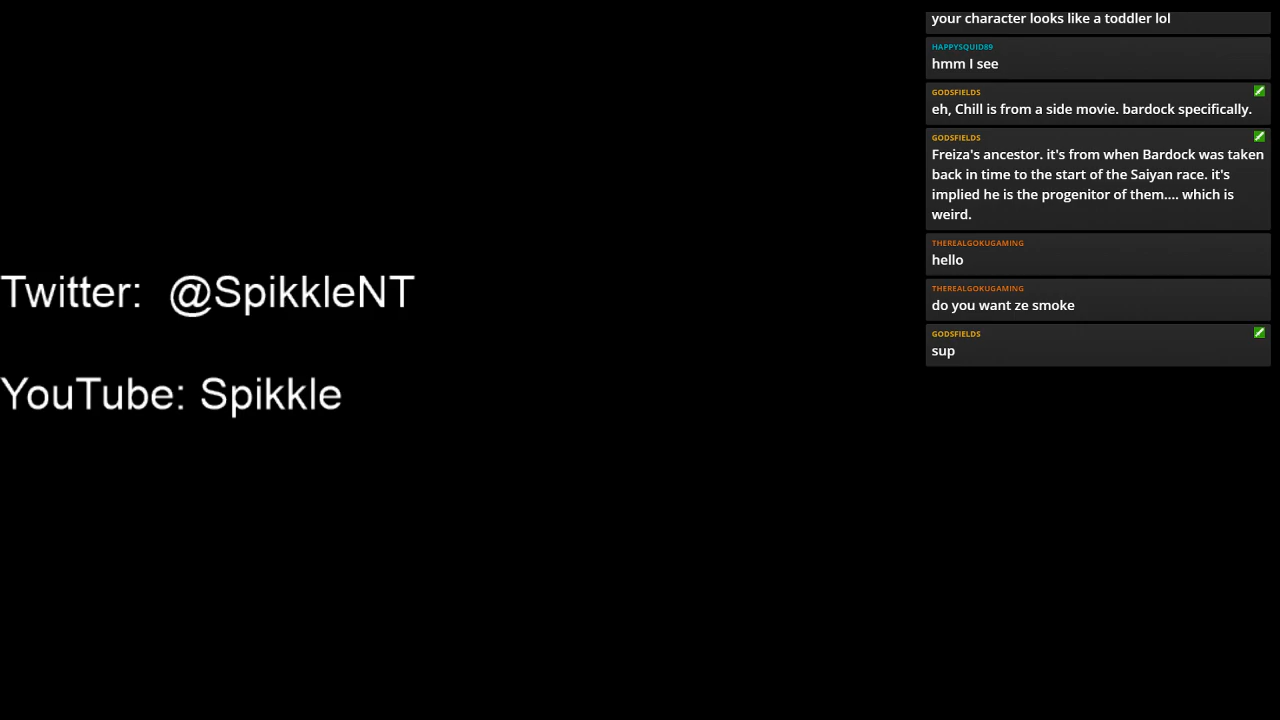 your character looks like a toddler lol
HAPPYSQUID89
hmm I see
GODSFIELDS
eh, Chill is from a side movie. bardock specifically.
GODSFIELDS
Freiza's ancestor. it's from when Bardock was taken
back in time to the start of the Saiyan race. it's
implied he is the progenitor of them.... which is
weird.
THEREALGOKUGAMING
hello
THEREALGOKUGAMING
do you want ze smoke
GODSFIELDS
sup
Twitter:  @SpikkleNT
YouTube: Spikkle